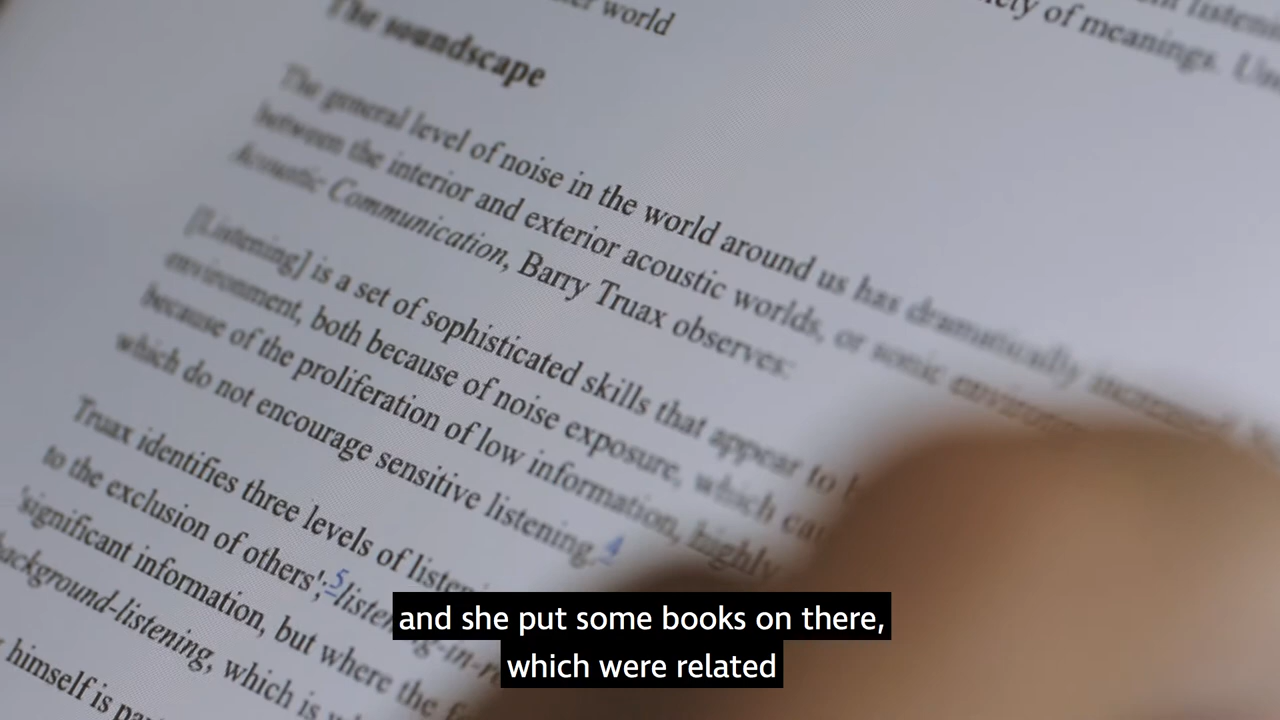 er world
The soundscape
The general level of noise in the world around us has dramatically increased
between the interior and exterior acoustic worlds, or sonic
Acoustic Communication, Barry Truax observes:
[Listening] is a set of sophisticated skills that appear to
environment, both because of noise exposure, which
because of the proliferation of low information, highly
which do not encourage sensitive listening.4
Truax identifies three levels of
to the exclusion of others';5
'significant information, but where the
background-listening, which is
himself is
of meanings.
and she put some books on there,
which were related